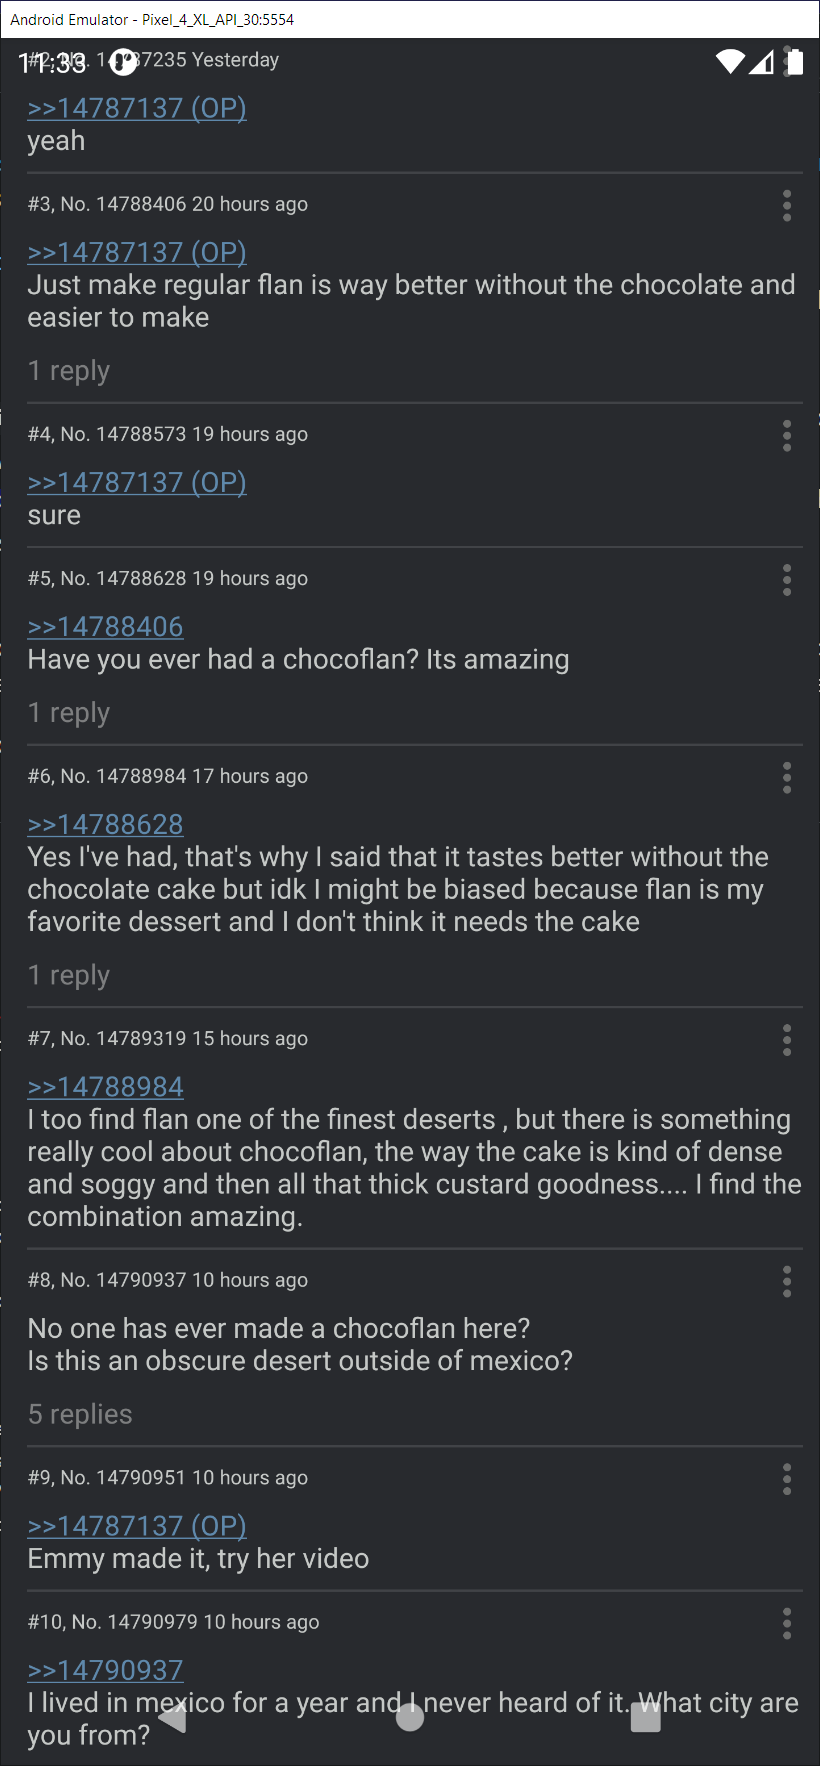 Android Emulator - Pixel_4_XL_API_30:5554
11:33
#2, No. 14787235 Yesterday
>>14787137 (OP)
yeah
#3, No. 14788406 20 hours ago
>>14787137 (OP)
Just make regular flan is way better without the chocolate and
easier to make
1 reply
#4, No. 14788573 19 hours ago
>>14787137 (OP)
sure
#5, No. 14788628 19 hours ago
>>14788406
Have you ever had a chocoflan? Its amazing
1 reply
#6, No. 14788984 17 hours ago
>>14788628
Yes I've had, that's why I said that it tastes better without the
chocolate cake but idk I might be biased because flan is my
favorite dessert and I don't think it needs the cake
1 reply
#7, No. 14789319 15 hours ago
>>14788984
I too find flan one of the finest deserts , but there is something
really cool about chocoflan, the way the cake is kind of dense
and soggy and then all that thick custard goodness.... I find the
combination amazing.
#8, No. 14790937 10 hours ago
No one has ever made a chocoflan here?
Is this an obscure desert outside of mexico?
5 replies
#9, No. 14790951 10 hours ago
>>14787137 (OP)
Emmy made it, try her video
#10, No. 14790979 10 hours ago
>>14790937
I lived in mexico for a year and I never heard of it. What city are
you from?